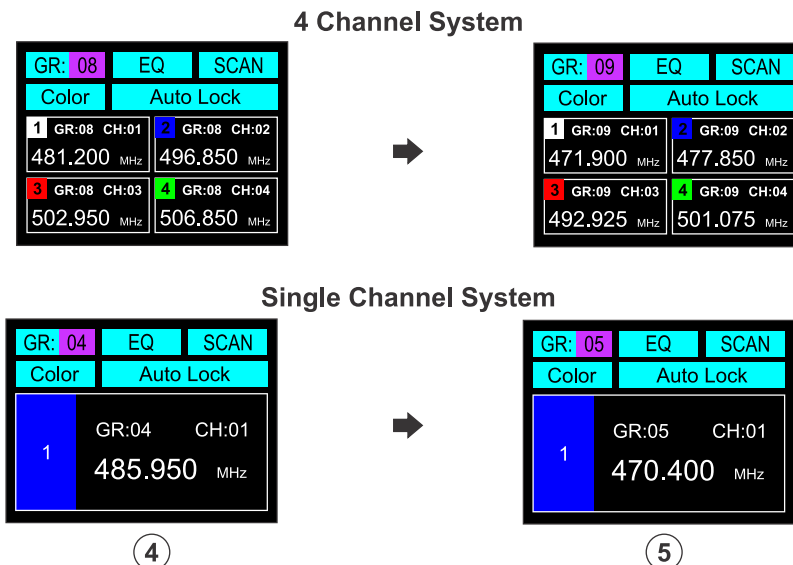 4 Channel System
GR: 08 EQ SCAN
Color Auto Lock
1 GR:08 CH:01 2 GR:08 CH:02
481.200 MHz 496.850 MHz
3 GR:08 CH:03 4 GR:08 CH:04
502.950 MHz 506.850 MHz
GR: 09 EQ SCAN
Color Auto Lock
1 GR:09 CH:01 2 GR:09 CH:02
471.900 MHz 477.850 MHz
3 GR:09 CH:03 4 GR:09 CH:04
492.925 MHz 501.075 MHz
Single Channel System
GR: 04 EQ SCAN
Color Auto Lock
1 GR:04 CH:01
485.950 MHz
GR: 05 EQ SCAN
Color Auto Lock
1 GR:05 CH:01
470.400 MHz
4 5